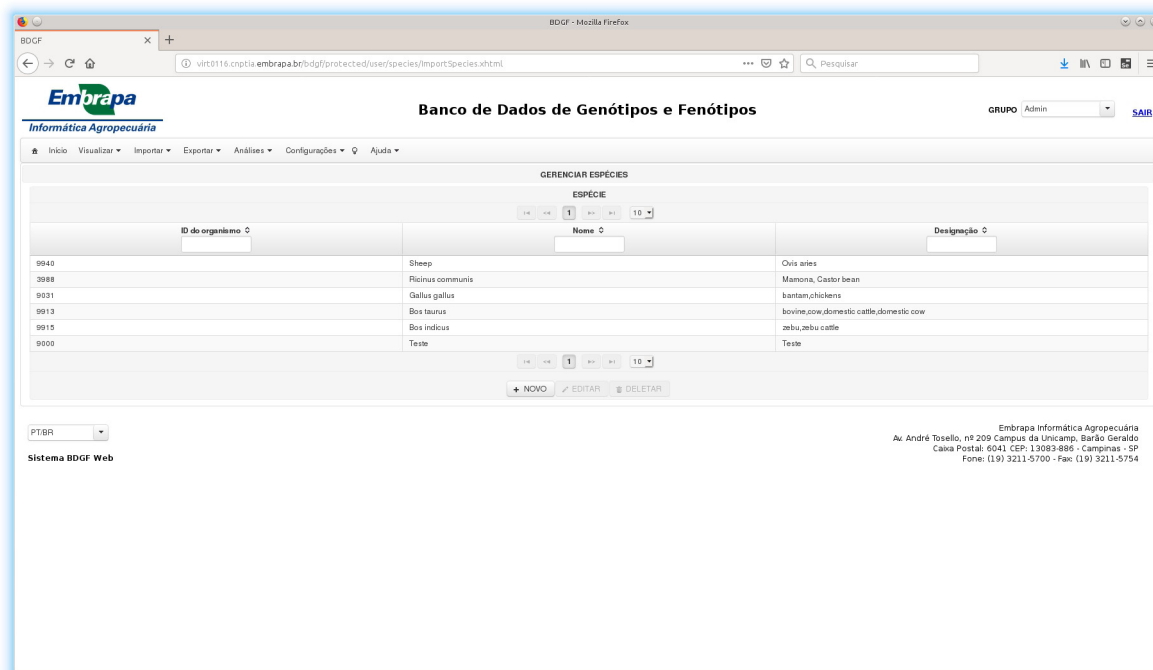 BDGF - Mozilla Firefox
BDGF
virt0116.cnptia.embrapa.br/bdgf/protected/user/species/ImportSpecies.xhtml
Pesquisar
Embrapa
Informática Agropecuária
Banco de Dados de Genótipos e Fenótipos
GRUPO Admin
SAIR
Início Visualizar Importar Exportar Análises Configurações Ajuda
GERENCIAR ESPÉCIES
ESPÉCIE
1 10
ID do organismo Nome Designação
9940 Sheep Ovis aries
3988 Ricinus communis Mamona, Castor bean
9031 Gallus gallus bantam,chickens
9913 Bos taurus bovine,cow,domestic cattle,domestic cow
9915 Bos indicus zebu,zebu cattle
9000 Teste Teste
1 10
+ NOVO EDITAR DELETAR
PT/BR
Sistema BDGF Web
Embrapa Informática Agropecuária
Av. André Tosello, nº 209 Campus da Unicamp, Barão Geraldo
Caixa Postal: 6041 CEP: 13083-886 - Campinas - SP
Fone: (19) 3211-5700 - Fax: (19) 3211-5754